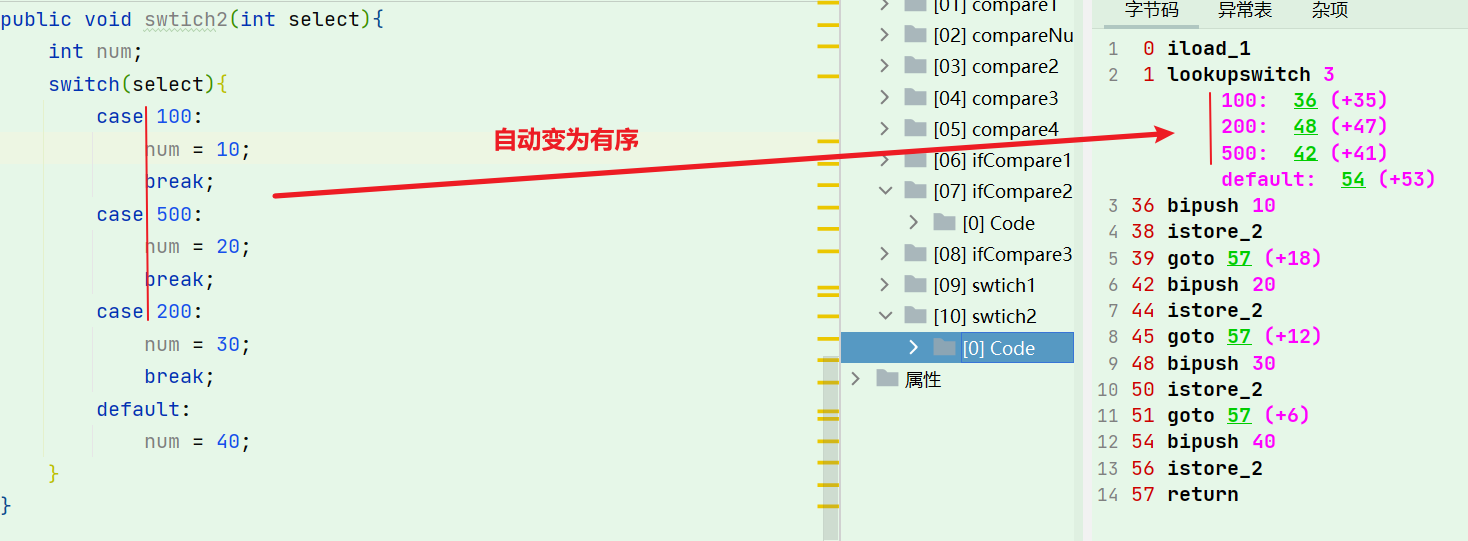 public void swtich2(int select){
int num;
switch(select){
case 100:
num = 10;
break;
case 500:
num = 20;
break;
case 200:
num = 30;
break;
default:
num = 40;
}
}
自动变为有序
[01] compare1
[02] compareNu
[03] compare2
[04] compare3
[05] compare4
[06] ifCompare1
[07] ifCompare2
[0] Code
[08] ifCompare3
[09] swtich1
[10] swtich2
[0] Code
属性
字节码 异常表 杂项
1 0 iload_1
2 1 lookupswitch 3
100: 36 (+35)
200: 48 (+47)
500: 42 (+41)
default: 54 (+53)
3 36 bipush 10
4 38 istore_2
5 39 goto 57 (+18)
6 42 bipush 20
7 44 istore_2
8 45 goto 57 (+12)
9 48 bipush 30
10 50 istore_2
11 51 goto 57 (+6)
12 54 bipush 40
13 56 istore_2
14 57 return